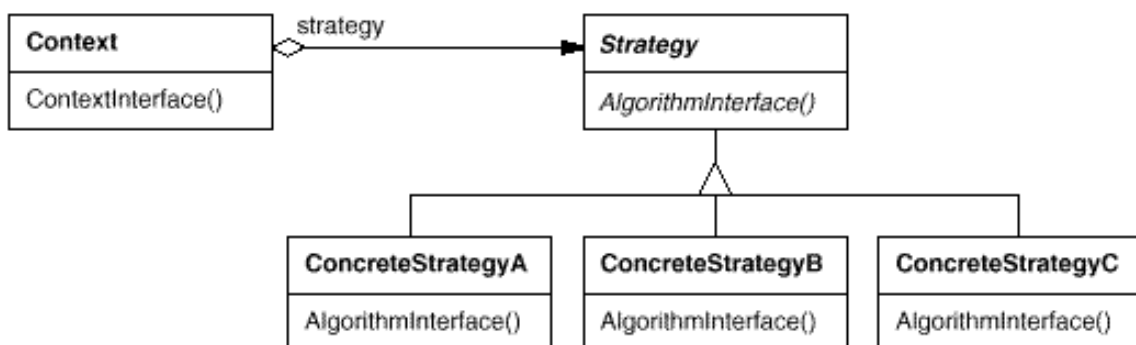 strategy
Context
Strategy
ContextInterface()
AlgorithmInterface()
ConcreteStrategyA
ConcreteStrategyB
ConcreteStrategyC
AlgorithmInterface()
AlgorithmInterface()
AlgorithmInterface()